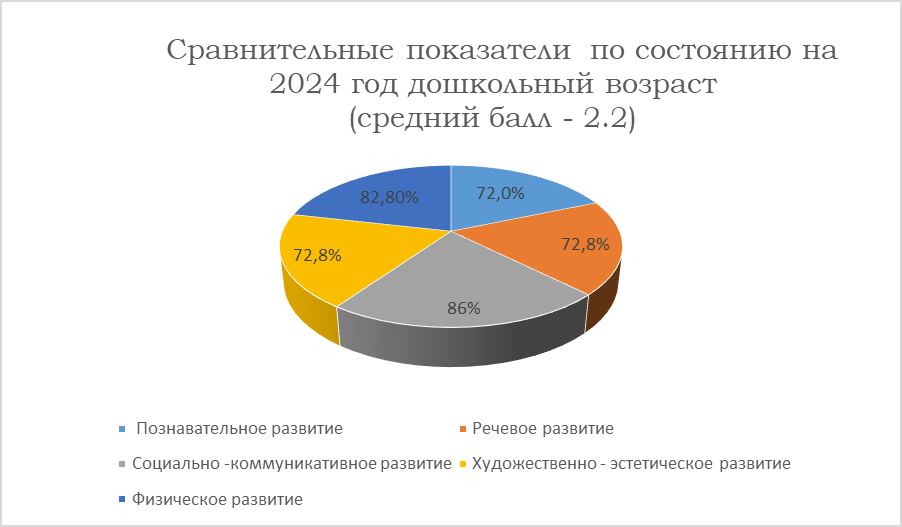 Сравнительные показатели по состоянию на
2024 год дошкольный возраст
(средний балл - 2.2)
82,80%
72,0%
72,8%
72,8%
86%
Познавательное развитие
Речевое развитие
Социально -коммуникативное развитие
Художественно - эстетическое развитие
Физическое развитие